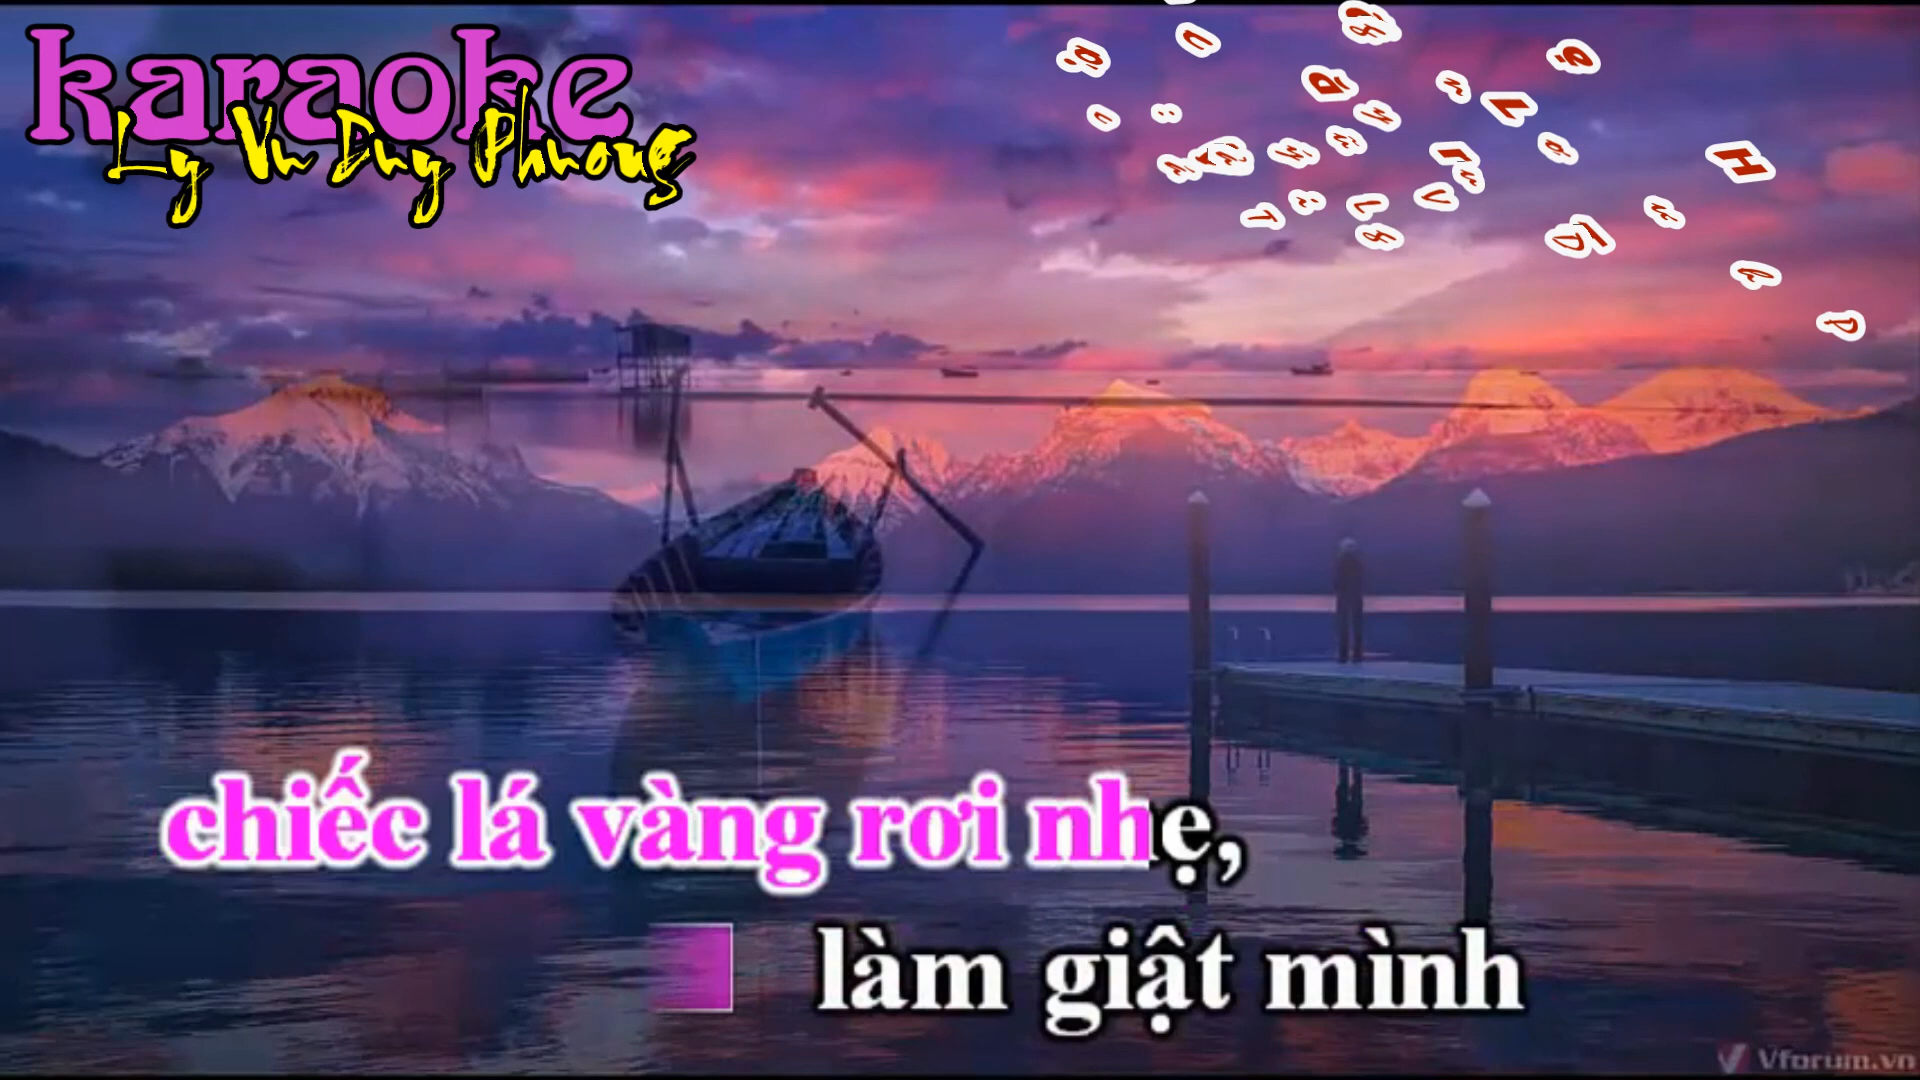 karaoke
Ly Vu Duy Phuong
chiếc lá vàng rơi nhẹ,
làm giật mình
Vforum.vn